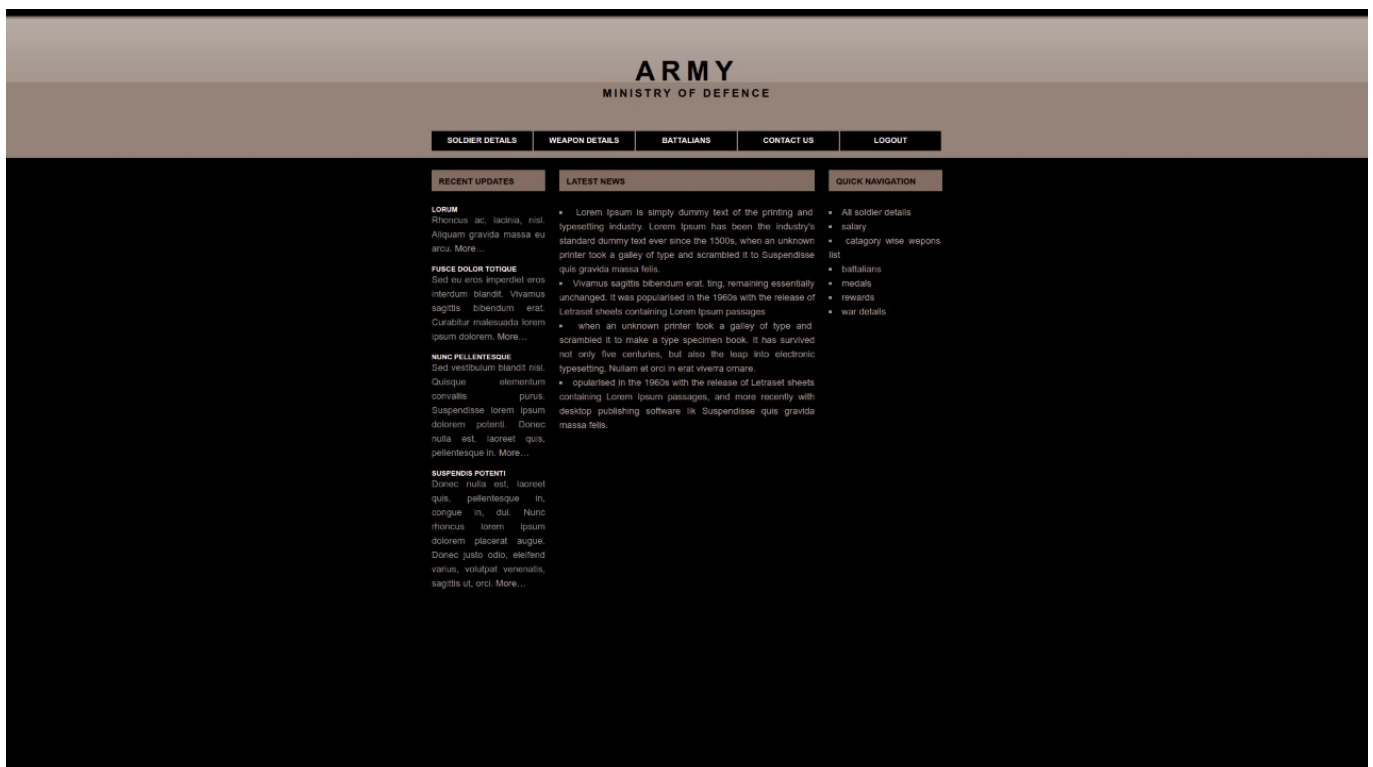 ARMY
MINISTRY OF DEFENCE
SOLDIER DETAILS
WEAPON DETAILS
BATTALIANS
CONTACT US
LOGOUT
RECENT UPDATES
LORUM
Rhoncus ac, lacinia, nisl.
Aliquam gravida massa eu
arcu. More…
FUSCE DOLOR TOTIQUE
Sed eu eros imperdiet eros
interdum blandit. Vivamus
sagittis bibendum erat.
Curabitur malesuada lorem
ipsum dolorem. More…
NUNC PELLENTESQUE
Sed vestibulum blandit nisl.
Quisque elementum
convallis purus.
Suspendisse lorem ipsum
dolorem potenti. Donec
nulla est, laoreet quis,
pellentesque in. More…
SUSPENDIS POTENTI
Donec nulla est, laoreet
quis, pellentesque in,
congue in, dui. Nunc
rhoncus lorem ipsum
dolorem placerat augue.
Donec justo odio, eleifend
varius, volutpat venenatis,
sagittis ut, orci. More…
LATEST NEWS
▪ Lorem Ipsum is simply dummy text of the printing and
typesetting industry. Lorem Ipsum has been the industry's
standard dummy text ever since the 1500s, when an unknown
printer took a galley of type and scrambled it to Suspendisse
quis gravida massa felis.
▪ Vivamus sagittis bibendum erat. ting, remaining essentially
unchanged. It was popularised in the 1960s with the release of
Letraset sheets containing Lorem Ipsum passages
▪ when an unknown printer took a galley of type and
scrambled it to make a type specimen book. It has survived
not only five centuries, but also the leap into electronic
typesetting, Nullam et orci in erat viverra ornare.
▪ opularised in the 1960s with the release of Letraset sheets
containing Lorem Ipsum passages, and more recently with
desktop publishing software lik Suspendisse quis gravida
massa felis.
QUICK NAVIGATION
▪ All soldier details
▪ salary
▪ catagory wise wepons
list
▪ battalians
▪ medals
▪ rewards
▪ war details